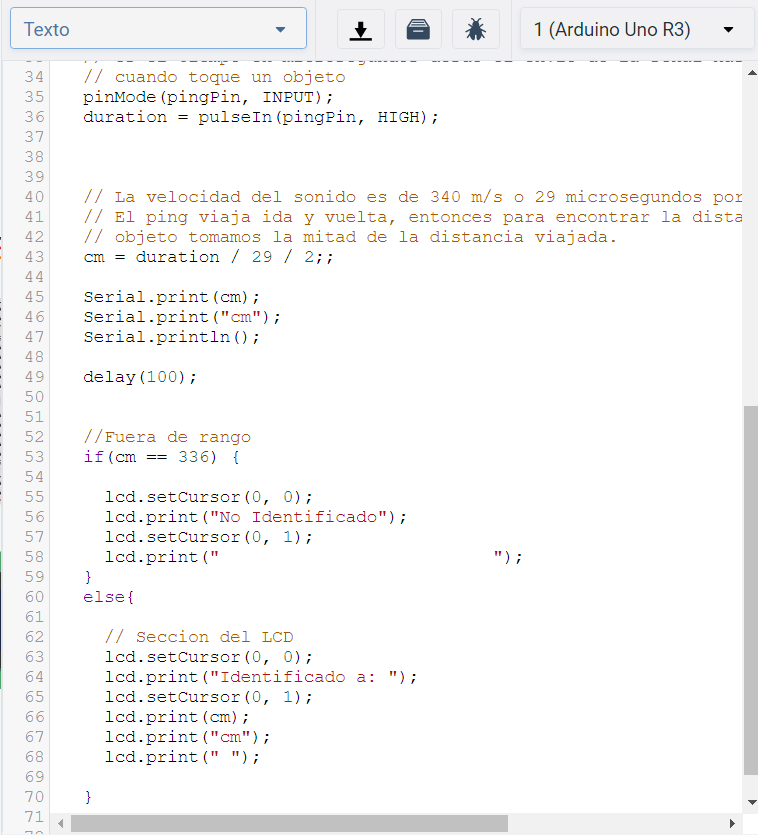 Texto
1 (Arduino Uno R3)
34 // cuando toque un objeto
35 pinMode(pingPin, INPUT);
36 duration = pulseIn(pingPin, HIGH);
37
38
39
40 // La velocidad del sonido es de 340 m/s o 29 microsegundos por
41 // El ping viaja ida y vuelta, entonces para encontrar la dista
42 // objeto tomamos la mitad de la distancia viajada.
43 cm = duration / 29 / 2;;
44
45 Serial.print(cm);
46 Serial.print("cm");
47 Serial.println();
48
49 delay(100);
50
51
52 //Fuera de rango
53 if(cm == 336) {
54
55 lcd.setCursor(0, 0);
56 lcd.print("No Identificado");
57 lcd.setCursor(0, 1);
58 lcd.print("                          ");
59 }
60 else{
61
62 // Seccion del LCD
63 lcd.setCursor(0, 0);
64 lcd.print("Identificado a: ");
65 lcd.setCursor(0, 1);
66 lcd.print(cm);
67 lcd.print("cm");
68 lcd.print(" ");
69
70 }
71